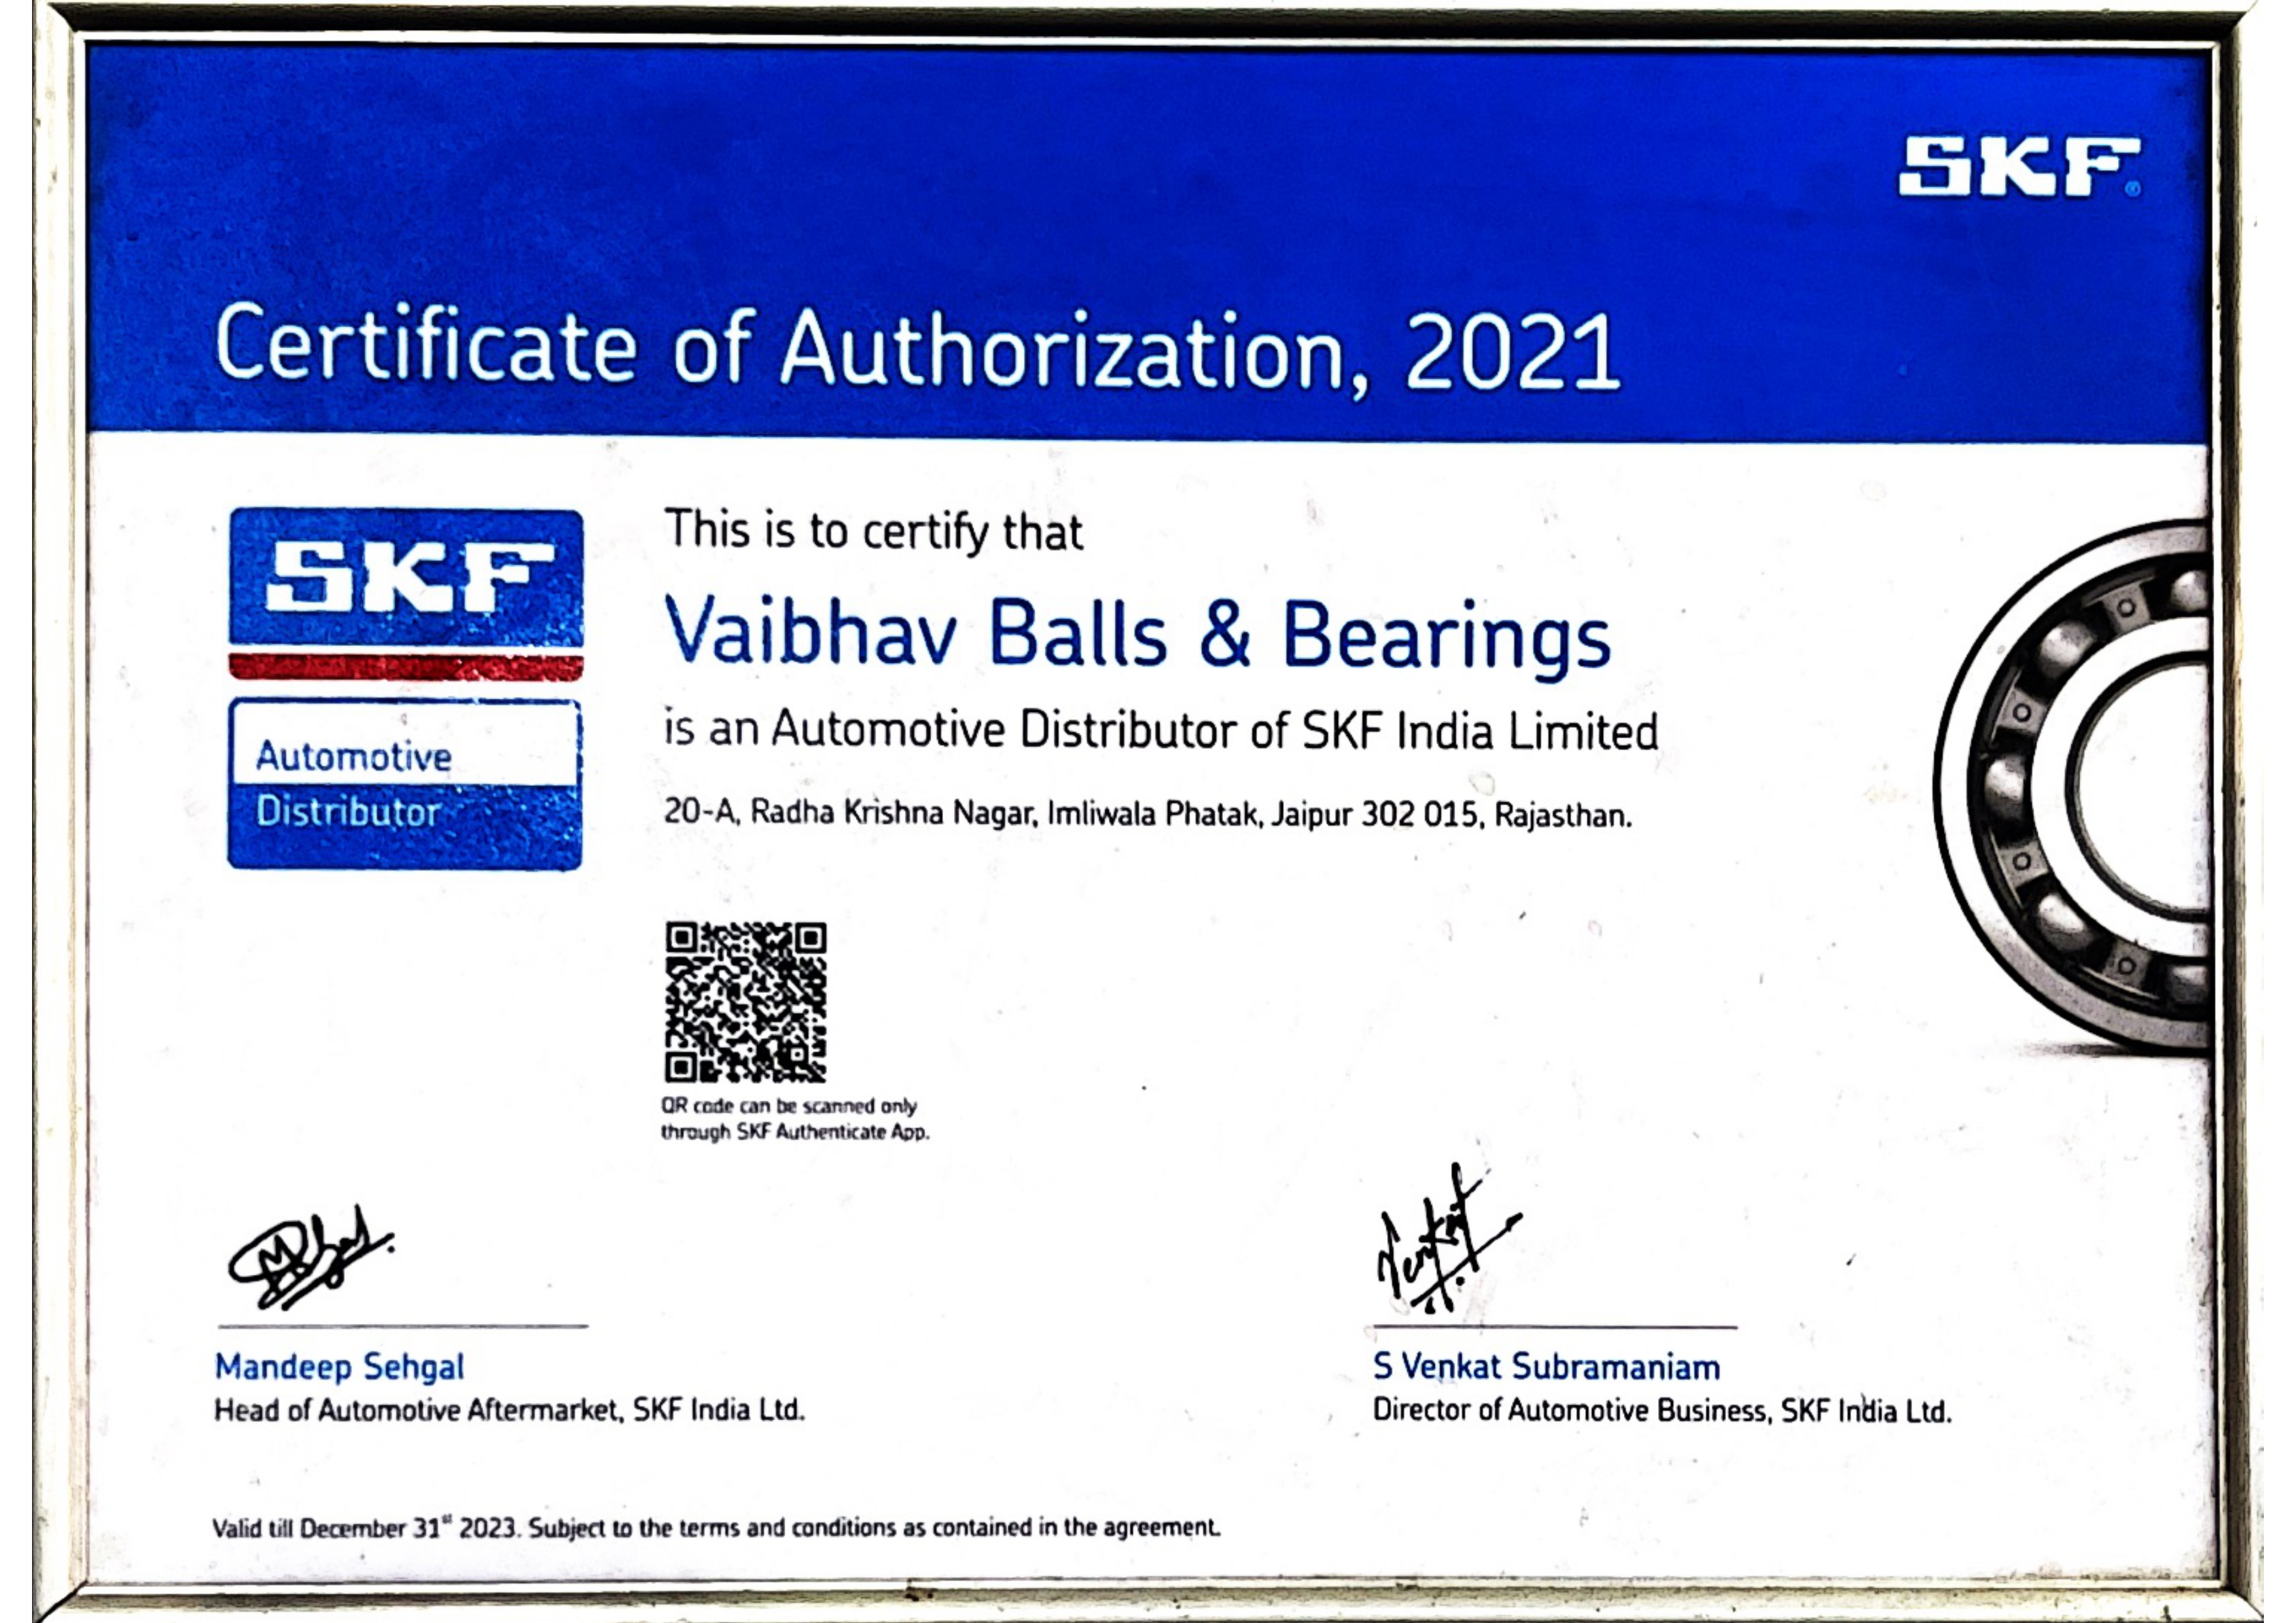 SKF
Certificate of Authorization, 2021
SKF
Automotive
Distributor
This is to certify that
Vaibhav Balls & Bearings
is an Automotive Distributor of SKF India Limited
20-A, Radha Krishna Nagar, Imliwala Phatak, Jaipur 302 015, Rajasthan.
QR code can be scanned only
through SKF Authenticate App.
Mandeep Sehgal
Head of Automotive Aftermarket, SKF India Ltd.
Venkat
S Venkat Subramaniam
Director of Automotive Business, SKF India Ltd.
Valid till December 31st 2023. Subject to the terms and conditions as contained in the agreement.